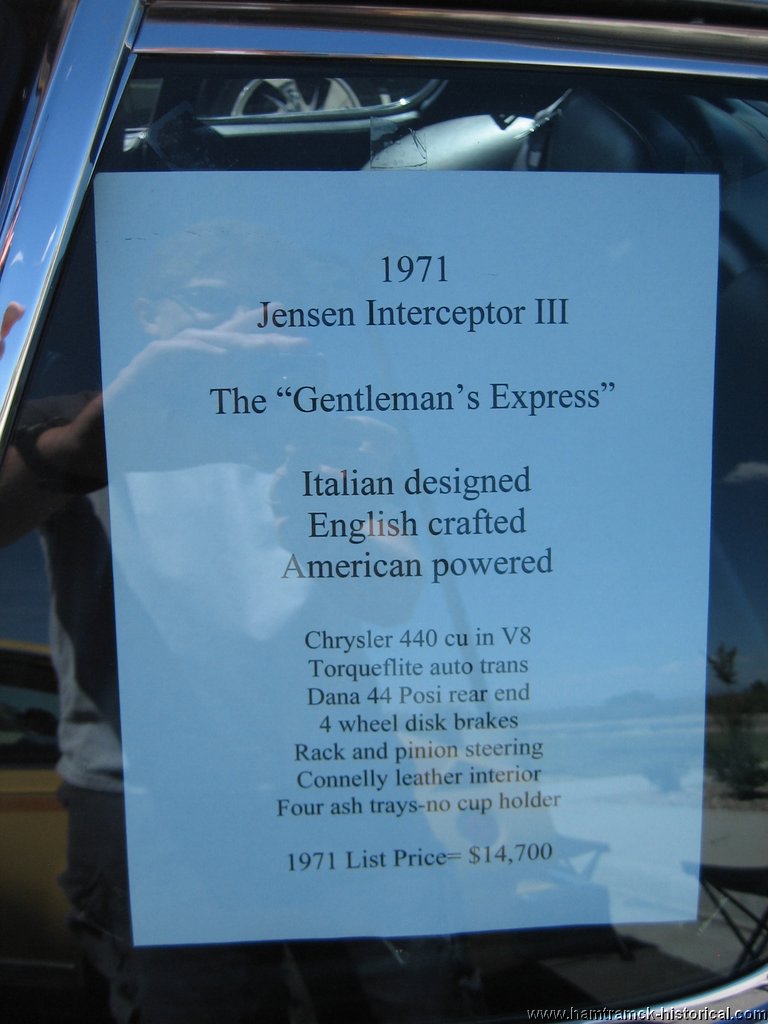 1971
Jensen Interceptor III
The “Gentleman’s Express”
Italian designed
English crafted
American powered
Chrysler 440 cu in V8
Torqueflite auto trans
Dana 44 Posi rear end
4 wheel disk brakes
Rack and pinion steering
Connelly leather interior
Four ash trays-no cup holder
1971 List Price= $14,700
www.hamtramck-historical.com